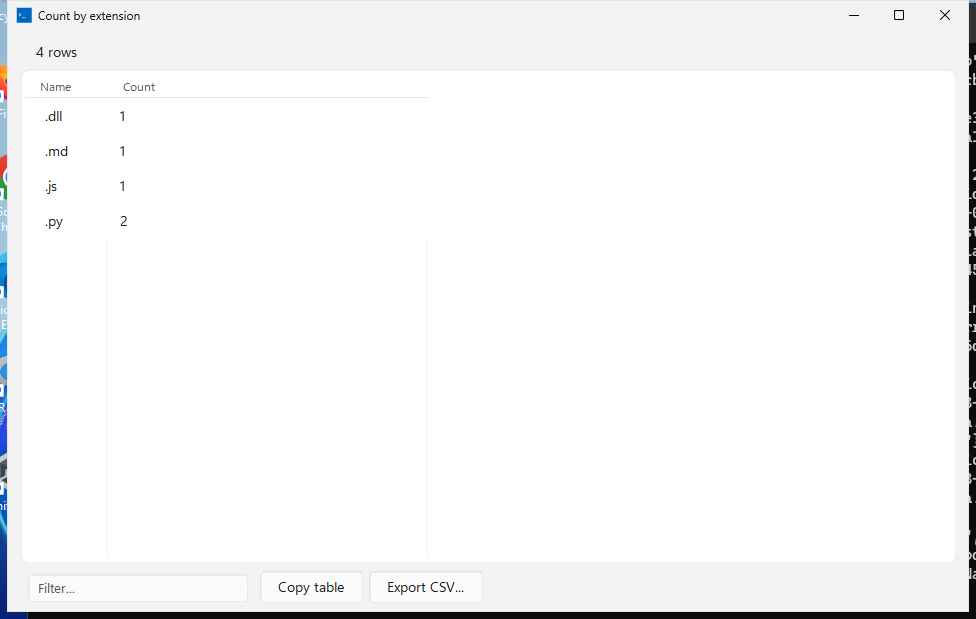 Count by extension
4 rows
Name Count
.dll 1
.md 1
.js 1
.py 2
Filter...
Copy table
Export CSV...